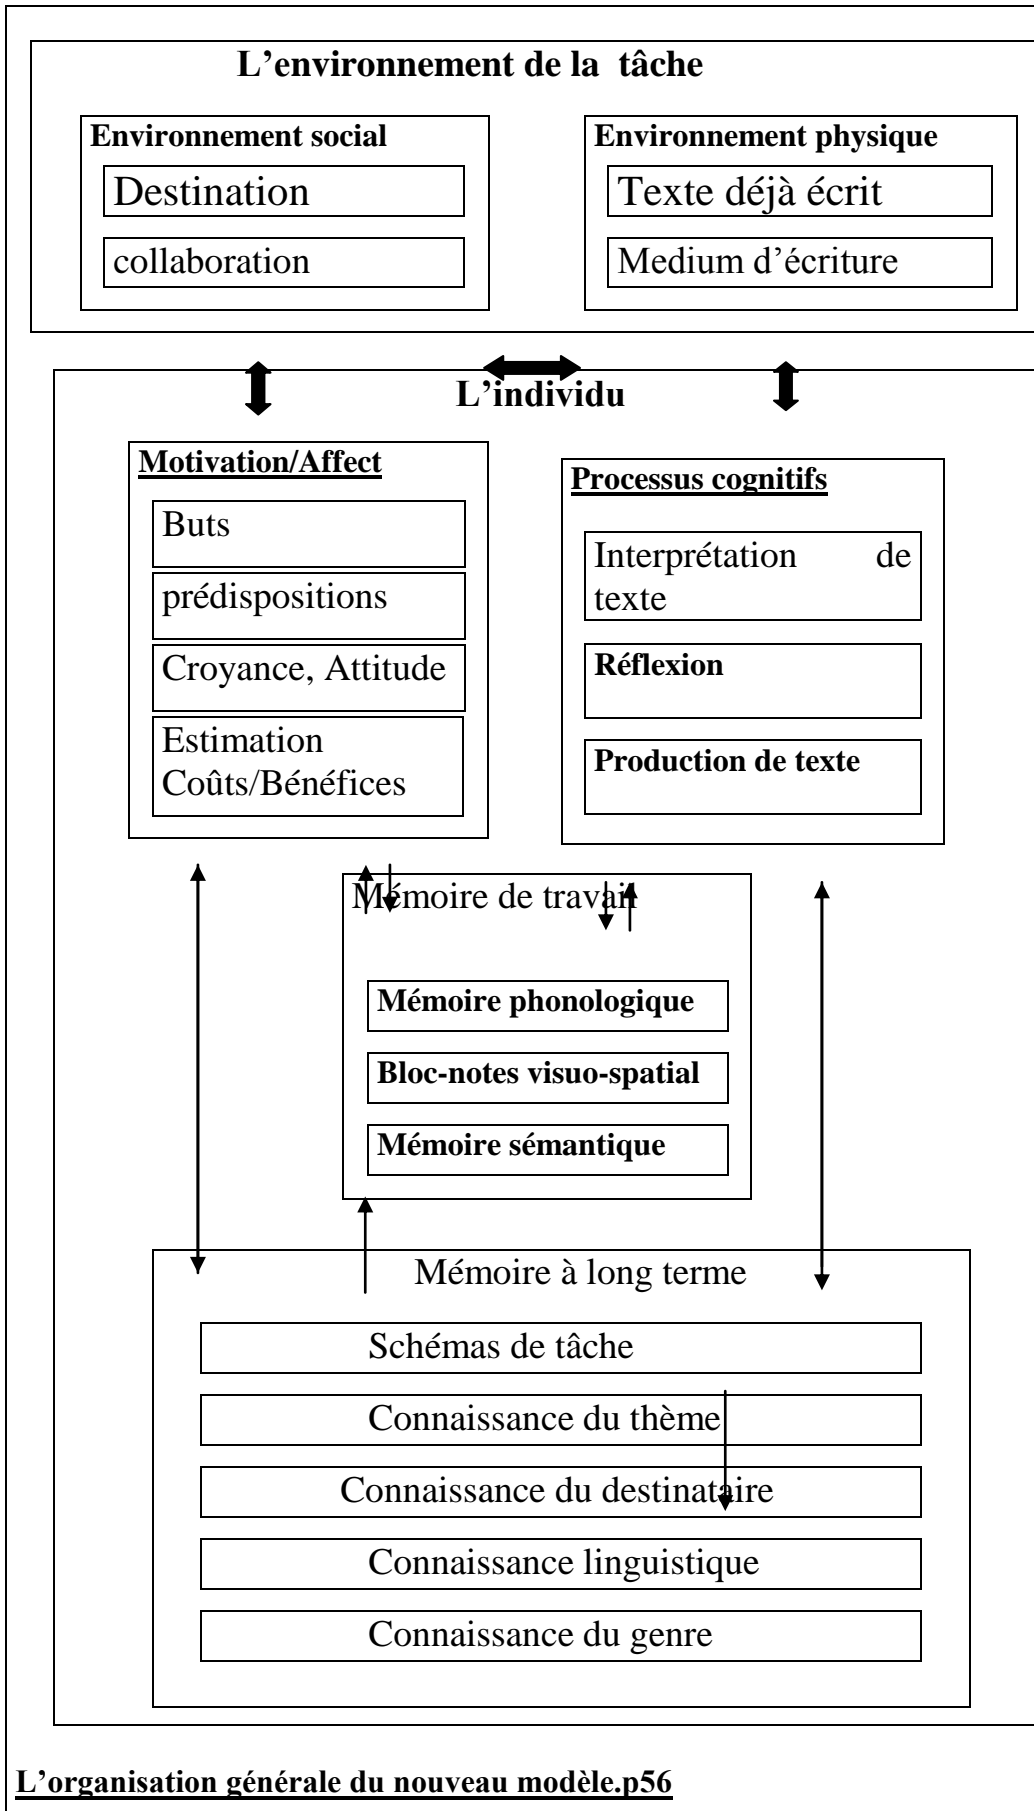 L’environnement de la tâche
Environnement social
Destination
collaboration
Environnement physique
Texte déjà écrit
Medium d’écriture
L’individu
Motivation/Affect
Buts
prédispositions
Croyance, Attitude
Estimation
Coûts/Bénéfices
Processus cognitifs
Interprétation de
texte
Réflexion
Production de texte
Mémoire de travail
Mémoire phonologique
Bloc-notes visuo-spatial
Mémoire sémantique
Mémoire à long terme
Schémas de tâche
Connaissance du thème
Connaissance du destinataire
Connaissance linguistique
Connaissance du genre
L’organisation générale du nouveau modèle.p56